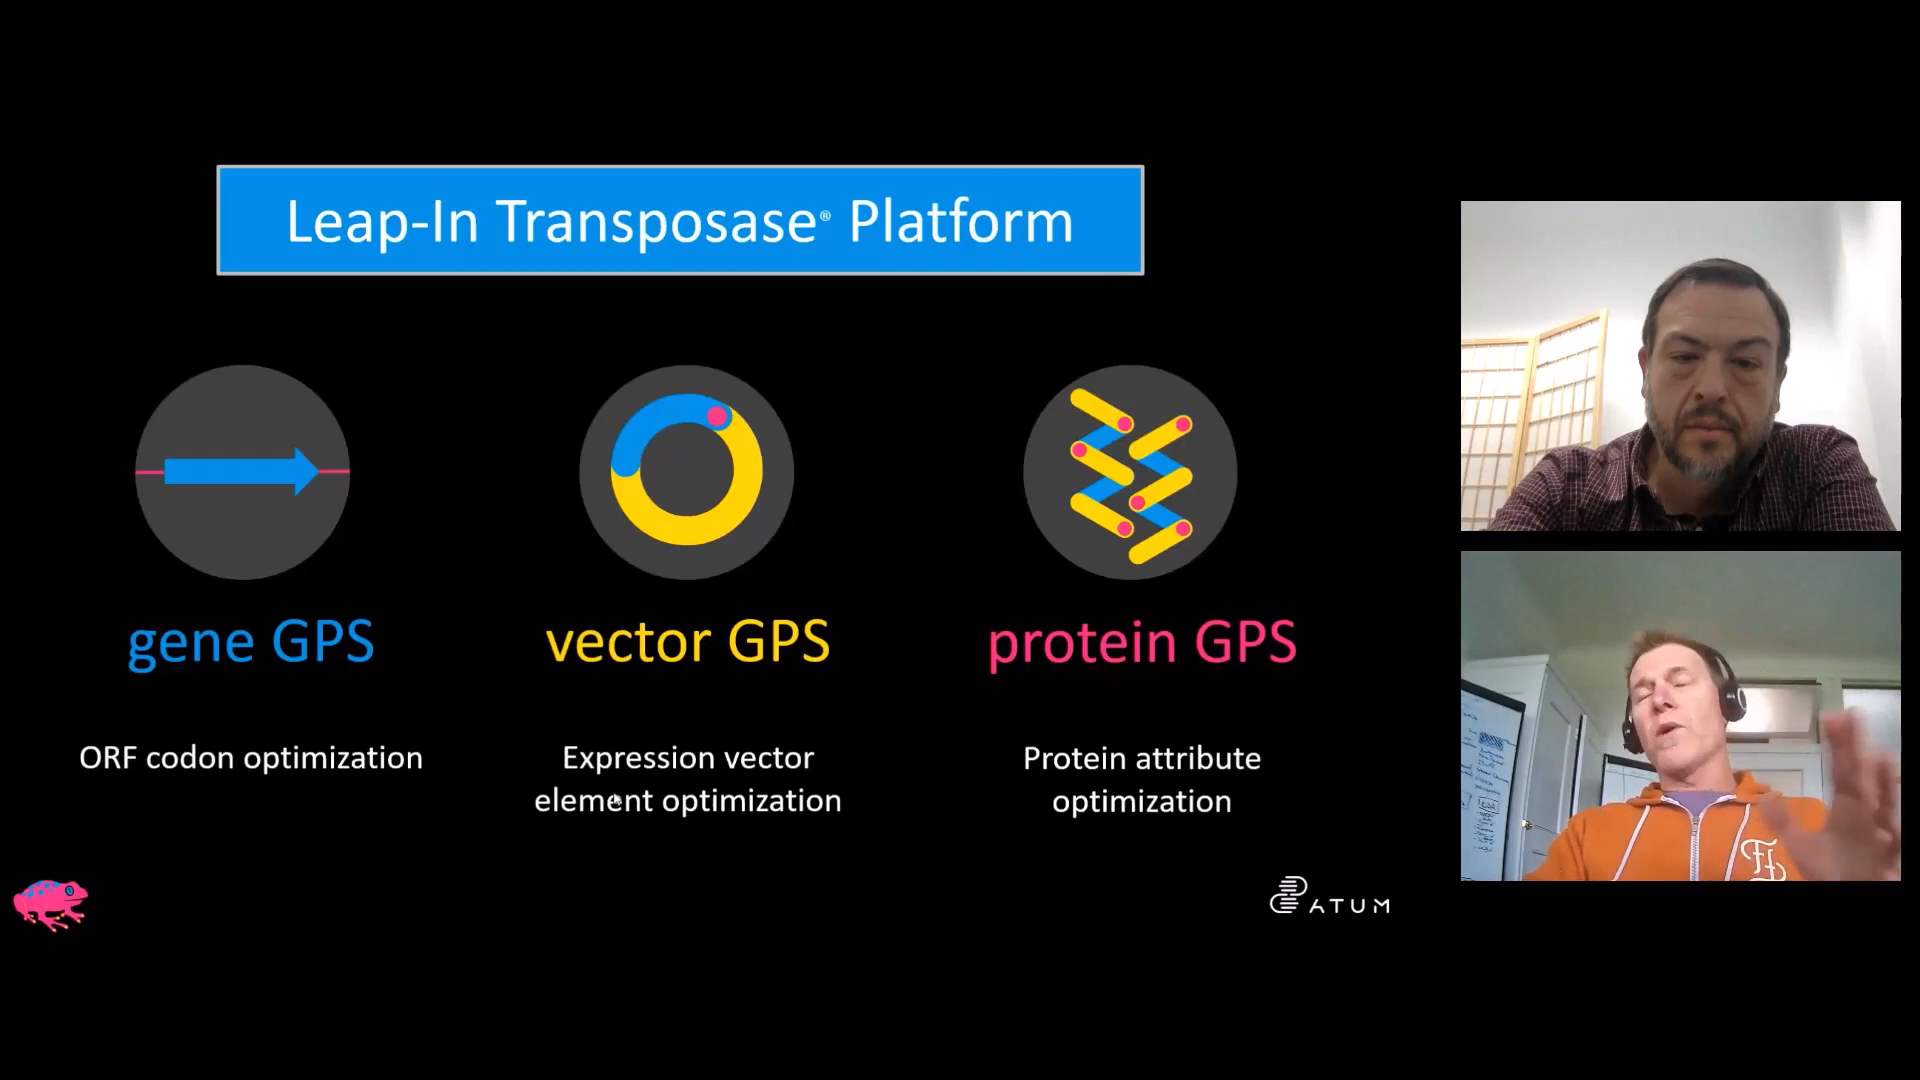 Leap-In Transposase® Platform
gene GPS
vector GPS
protein GPS
ORF codon optimization
Expression vector
element optimization
Protein attribute
optimization
ATUM